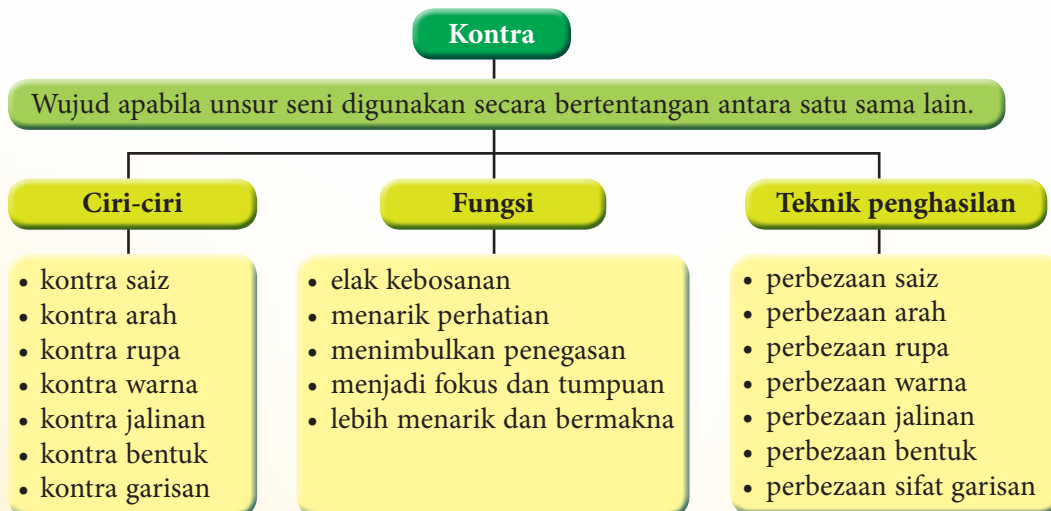 Kontra
Wujud apabila unsur seni digunakan secara bertentangan antara satu sama lain.
Ciri-ciri
• kontra saiz
• kontra arah
• kontra rupa
• kontra warna
• kontra jalinan
• kontra bentuk
• kontra garisan
Fungsi
• elak kebosanan
• menarik perhatian
• menimbulkan penegasan
• menjadi fokus dan tumpuan
• lebih menarik dan bermakna
Teknik penghasilan
• perbezaan saiz
• perbezaan arah
• perbezaan rupa
• perbezaan warna
• perbezaan jalinan
• perbezaan bentuk
• perbezaan sifat garisan